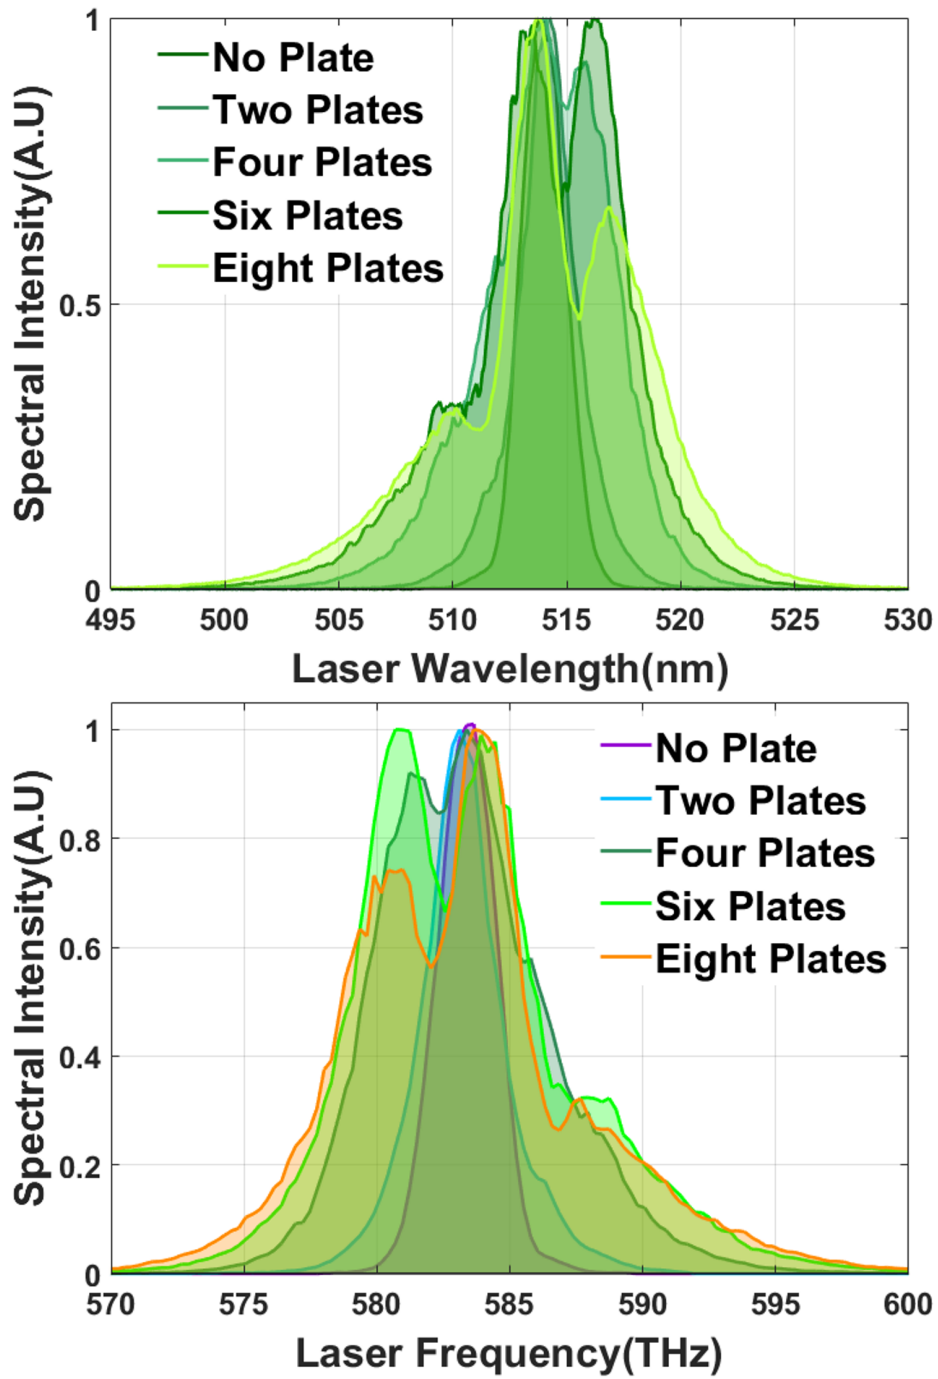 Spectral Intensity(A.U)
1
0.5
0
No Plate
Two Plates
Four Plates
Six Plates
Eight Plates
495 500 505 510 515 520 525 530
Laser Wavelength(nm)
Spectral Intensity(A.U)
1
0.8
0.6
0.4
0.2
0
No Plate
Two Plates
Four Plates
Six Plates
Eight Plates
570 575 580 585 590 595 600
Laser Frequency(THz)